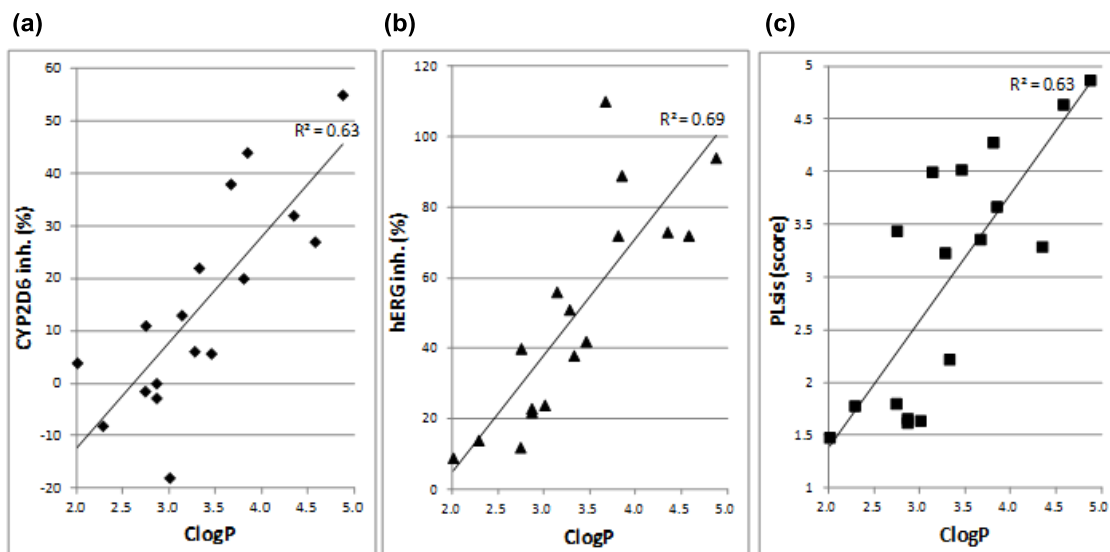 (a)
60
50
40
30
20
10
0
-10
-20
2.0 2.5 3.0 3.5 4.0 4.5 5.0
CYP2D6 inh. (%)
ClogP
R² = 0.63
(b)
120
100
80
60
40
20
0
2.0 2.5 3.0 3.5 4.0 4.5 5.0
hERG inh. (%)
ClogP
R² = 0.69
(c)
5
4.5
4
3.5
3
2.5
2
1.5
1
2.0 2.5 3.0 3.5 4.0 4.5 5.0
PLsis (score)
ClogP
R² = 0.63